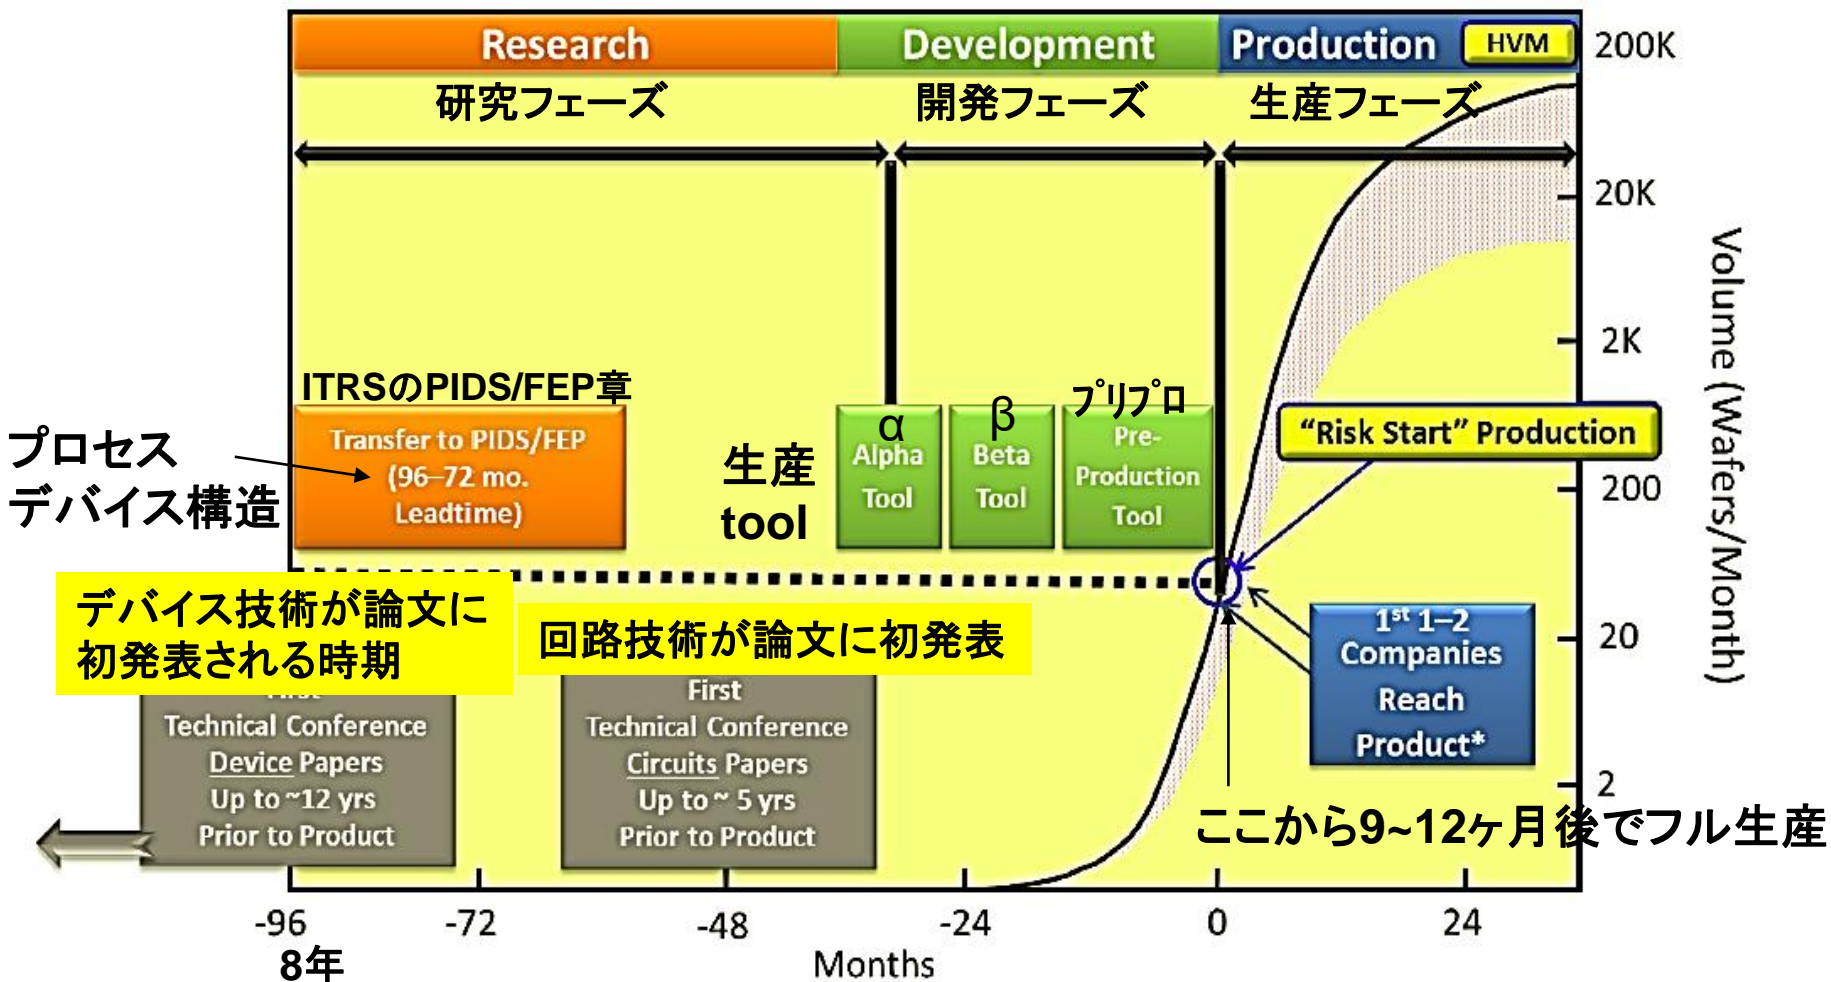 Research
Development
Production
HVM
200K
研究フェーズ
開発フェーズ
生産フェーズ
20K
2K
200
20
2
Volume (Wafers/Month)
ITRSのPIDS/FEP章
Transfer to PIDS/FEP
(96–72 mo.
Leadtime)
プロセス
デバイス構造
生産
tool
α
Alpha
Tool
β
Beta
Tool
プリプロ
Pre-
Production
Tool
“Risk Start” Production
デバイス技術が論文に
初発表される時期
First
Technical Conference
Device Papers
Up to ~12 yrs
Prior to Product
回路技術が論文に初発表
First
Technical Conference
Circuits Papers
Up to ~ 5 yrs
Prior to Product
1st 1–2
Companies
Reach
Product*
ここから9~12ヶ月後でフル生産
-96
-72
-48
-24
0
24
8年
Months